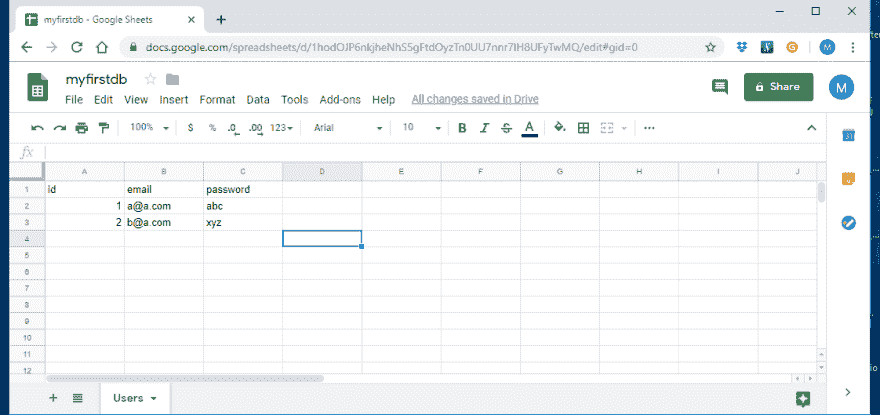 myfirstdb - Google Sheets
docs.google.com/spreadsheets/d/1hodOJP6nkjheNhS5gFtdOyzTn0UU7nnr7IH8UFyTwMQ/edit#gid=0
M
myfirstdb
Share
M
File Edit View Insert Format Data Tools Add-ons Help All changes saved in Drive
100% $ % .0 .00 123 Arial 10 B I S A
fx
A B C D E F G H I J
1 id email password
2 1 a@a.com abc
3 2 b@a.com xyz
4
5
6
7
8
9
10
11
12
Users
31